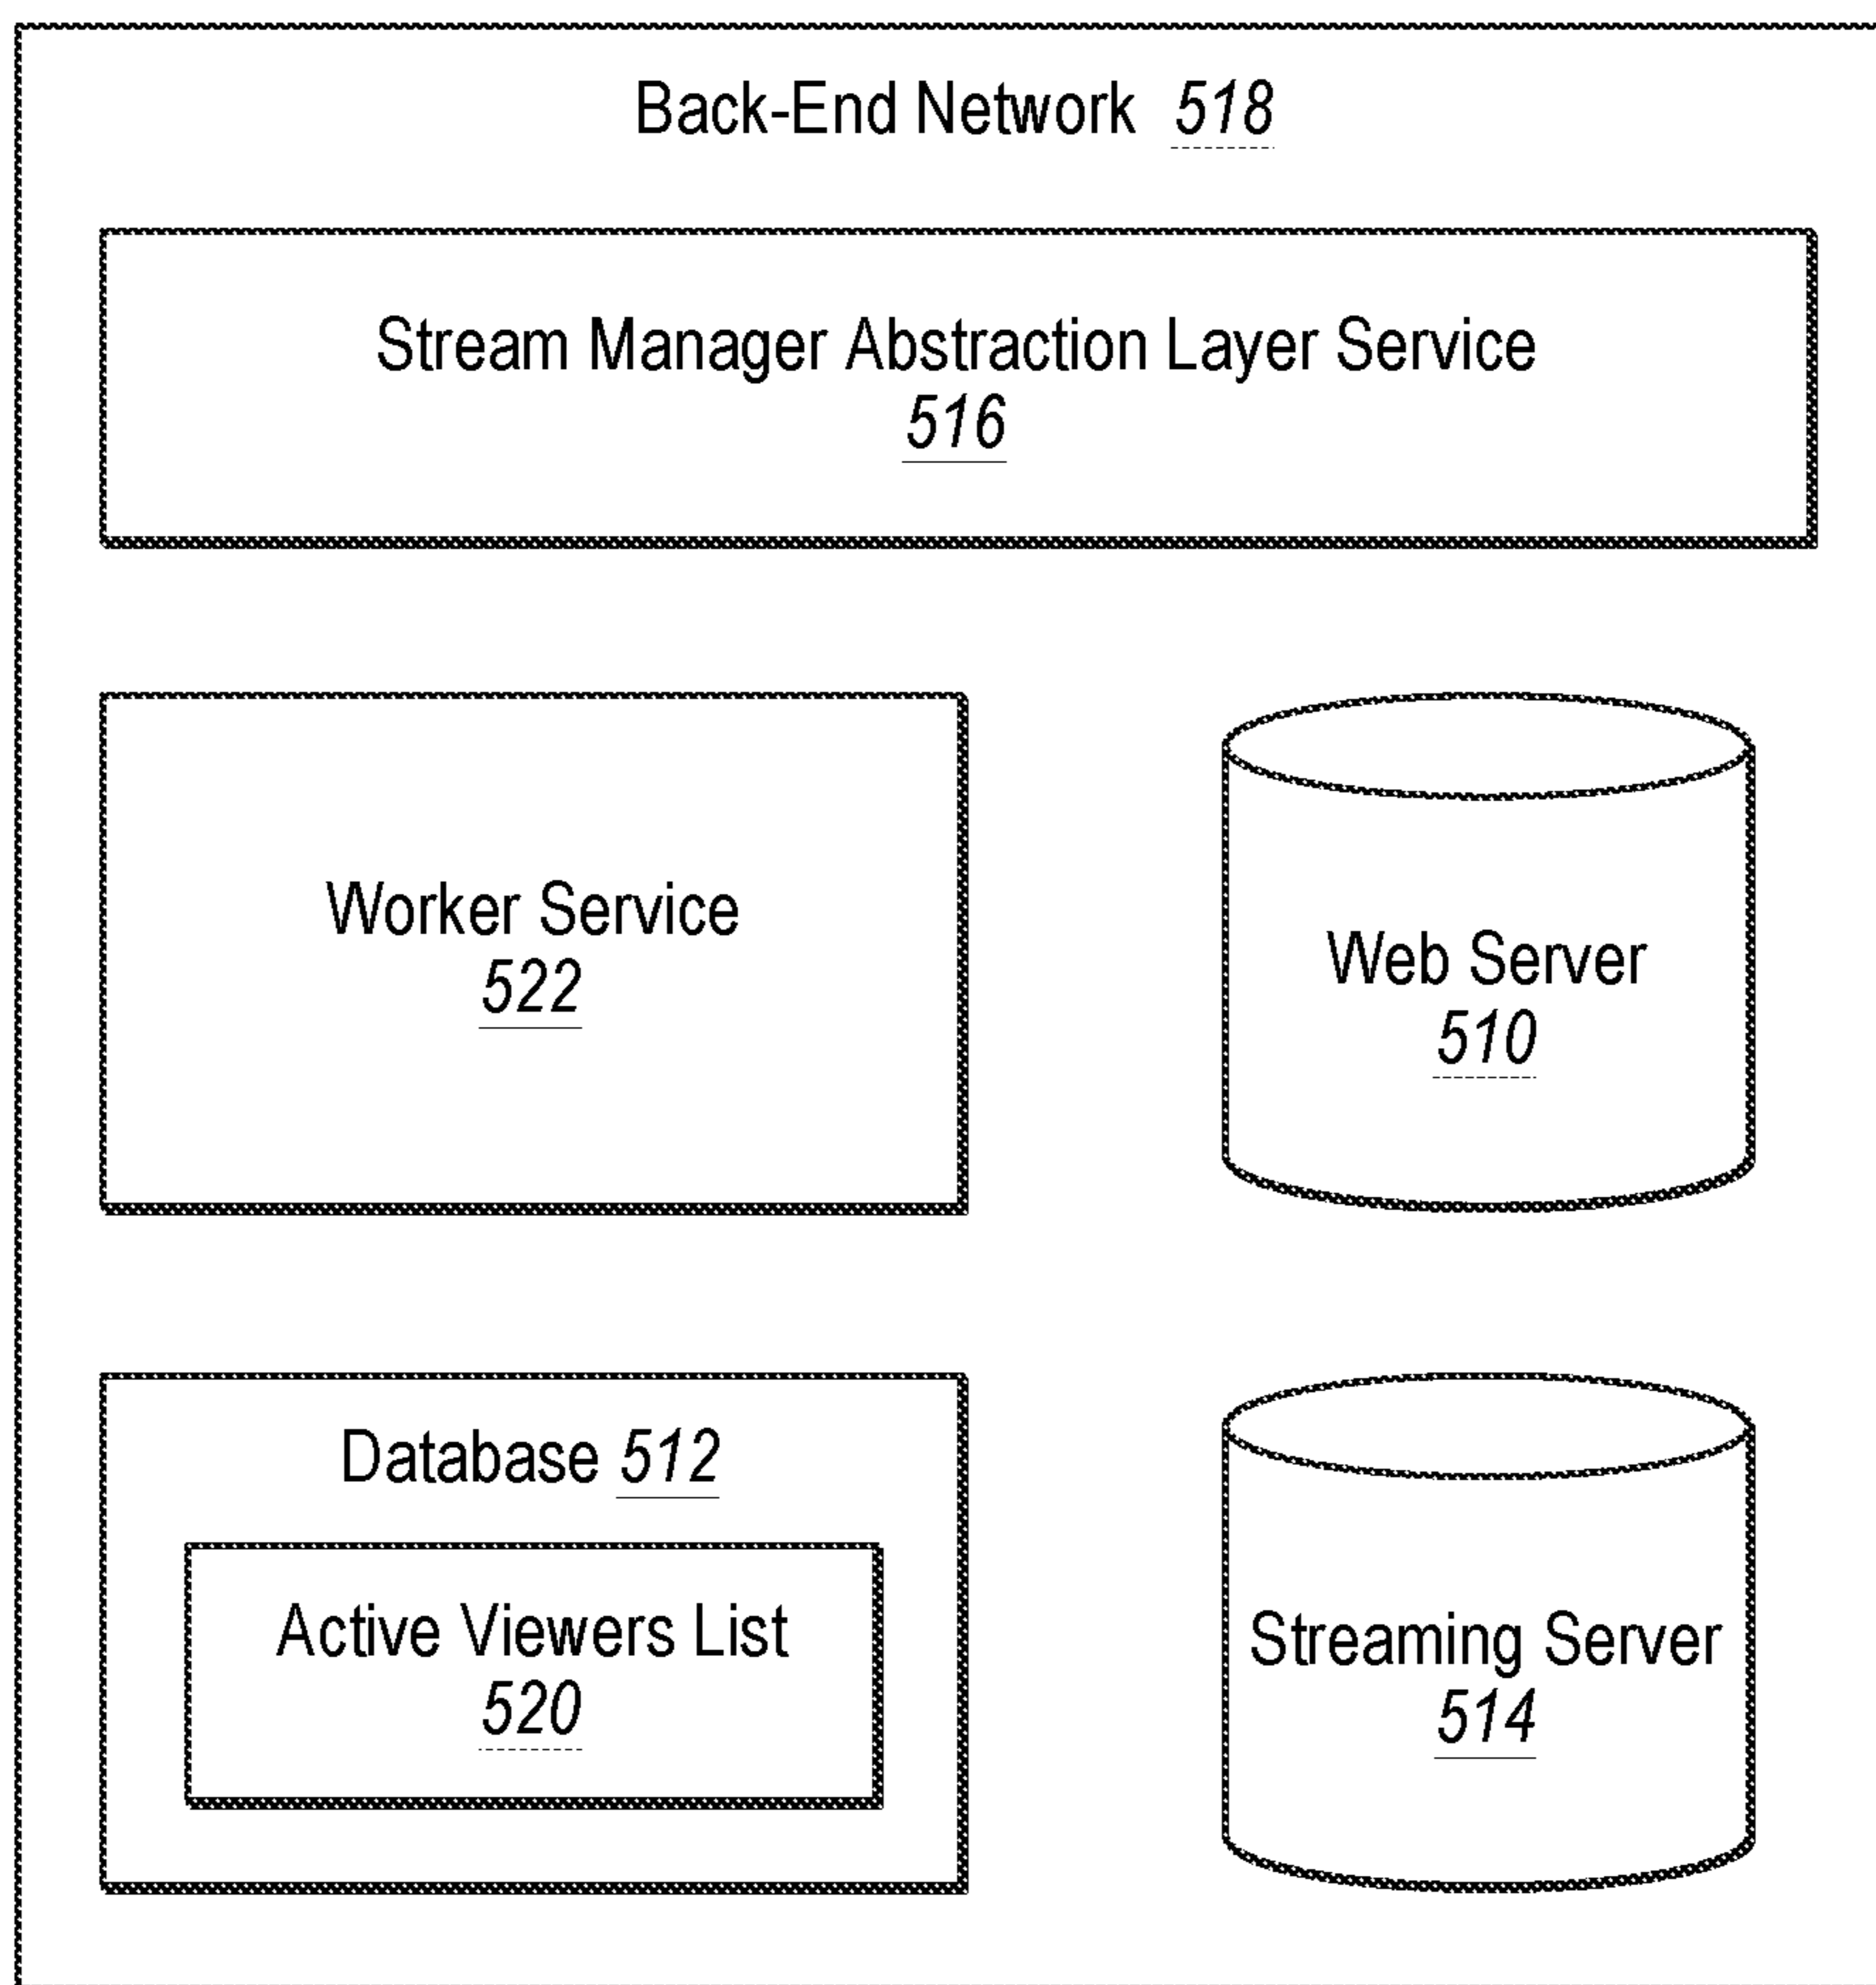 Back-End Network 518
Stream Manager Abstraction Layer Service
516
Worker Service
522
Web Server
510
Database 512
Active Viewers List
520
Streaming Server
514